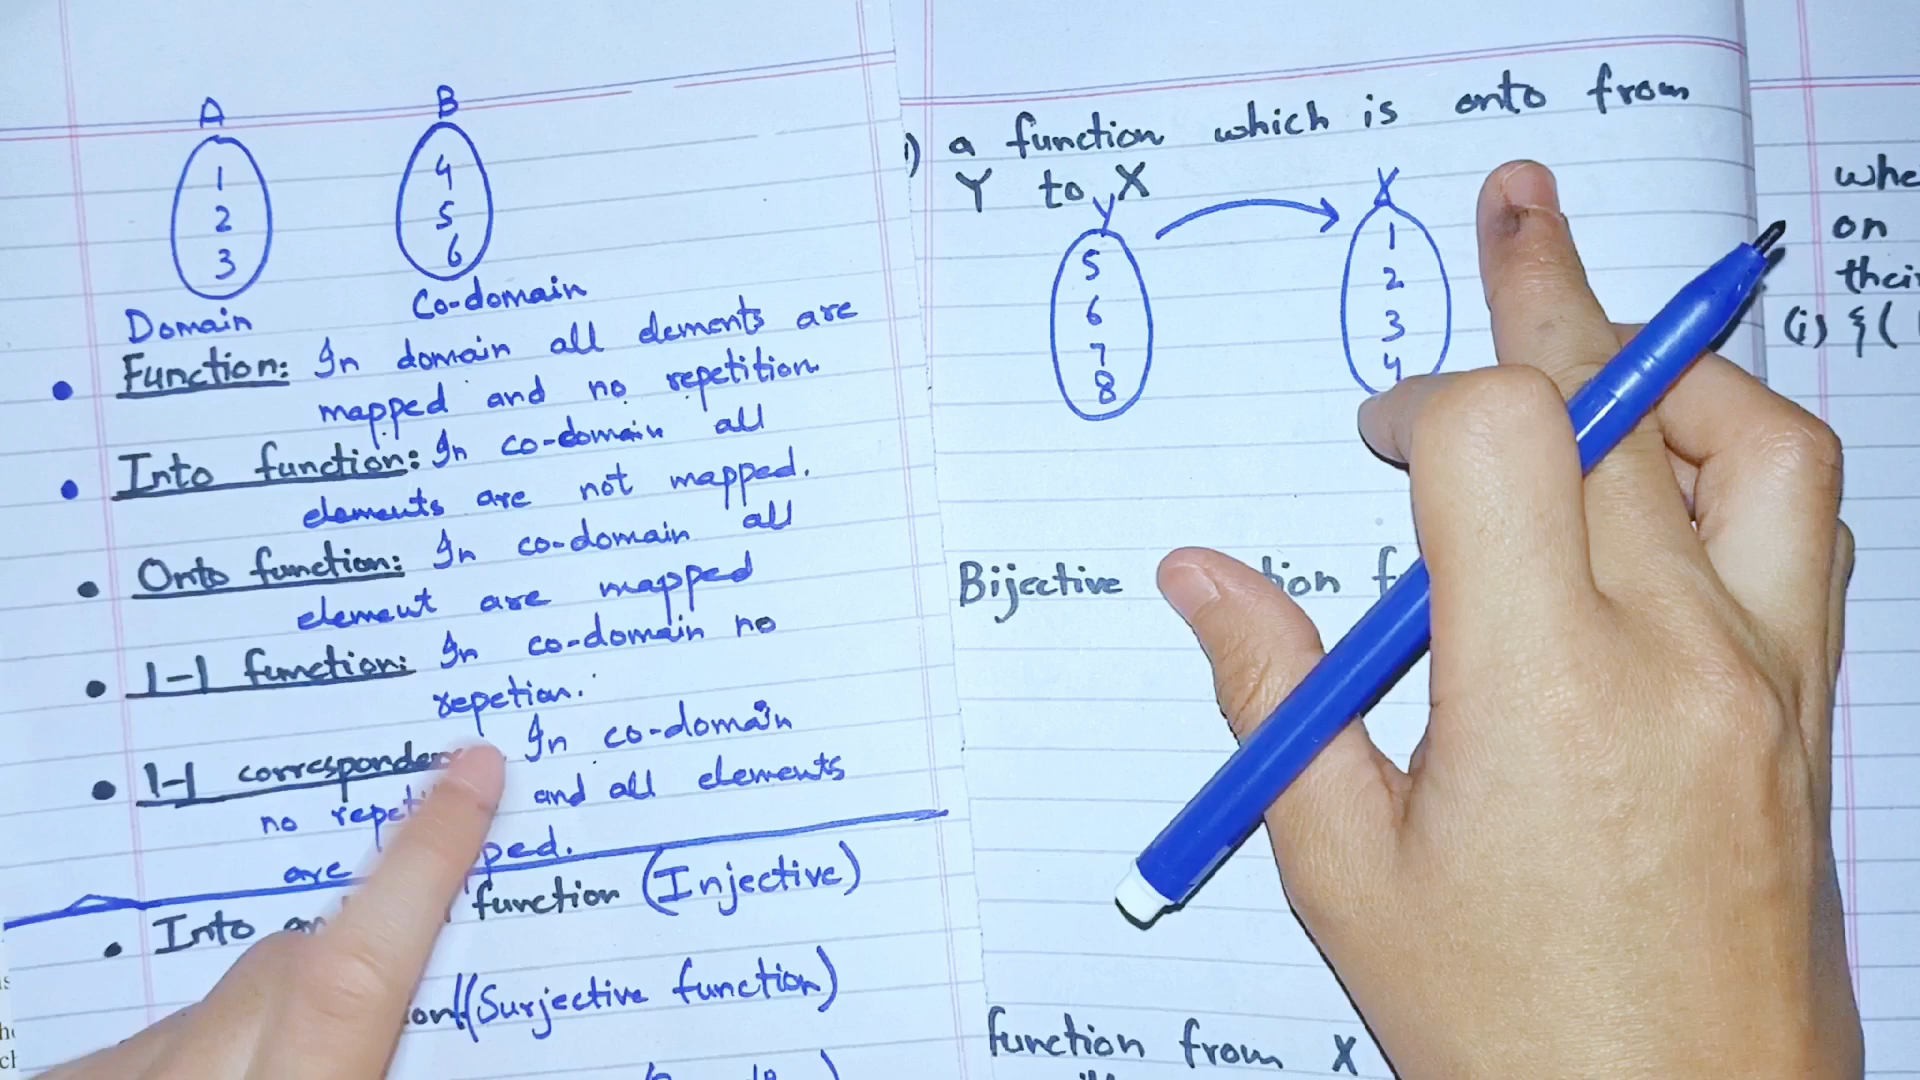 A B
1 4
2 5
3 6
Domain Co-domain
Function: In domain all elements are
mapped and no repetition
Into function: In co-domain all
elements are not mapped.
Onto function: In co-domain all
element are mapped
1-1 function: In co-domain no
repetion.
1-1 In co-domain
no and all elements
are
Into function (Injective)
(Surjective function)
a function which is onto from
Y to X
Y X
5 1
6 2
7 3
8 4
Bijective
function from X
on
(i) {(